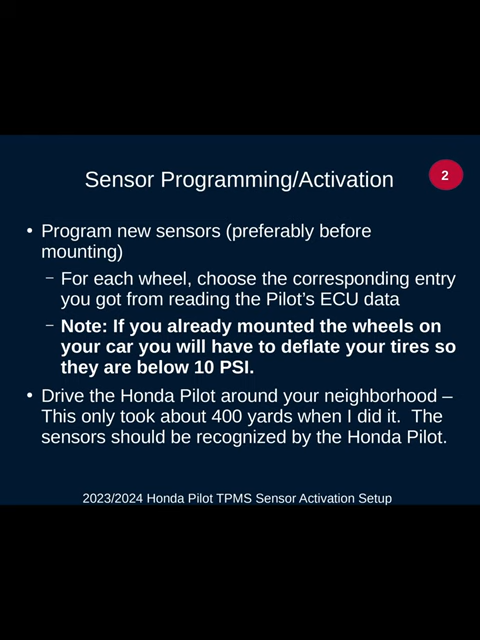 Sensor Programming/Activation
2
• Program new sensors (preferably before
mounting)
– For each wheel, choose the corresponding entry
you got from reading the Pilot's ECU data
– Note: If you already mounted the wheels on
your car you will have to deflate your tires so
they are below 10 PSI.
• Drive the Honda Pilot around your neighborhood –
This only took about 400 yards when I did it.  The
sensors should be recognized by the Honda Pilot.
2023/2024 Honda Pilot TPMS Sensor Activation Setup